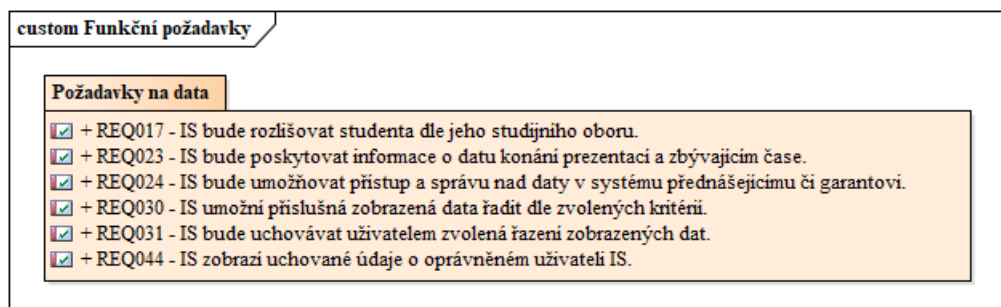 custom Funkční požadavky
Požadavky na data
+ REQ017 - IS bude rozlišovat studenta dle jeho studijního oboru.
+ REQ023 - IS bude poskytovat informace o datu konání prezentací a zbývajícím čase.
+ REQ024 - IS bude umožňovat přístup a správu nad daty v systému přednášejícímu či garantovi.
+ REQ030 - IS umožní příslušná zobrazená data řadit dle zvolených kritérií.
+ REQ031 - IS bude uchovávat uživatelem zvolená řazení zobrazených dat.
+ REQ044 - IS zobrazí uchované údaje o oprávněném uživateli IS.